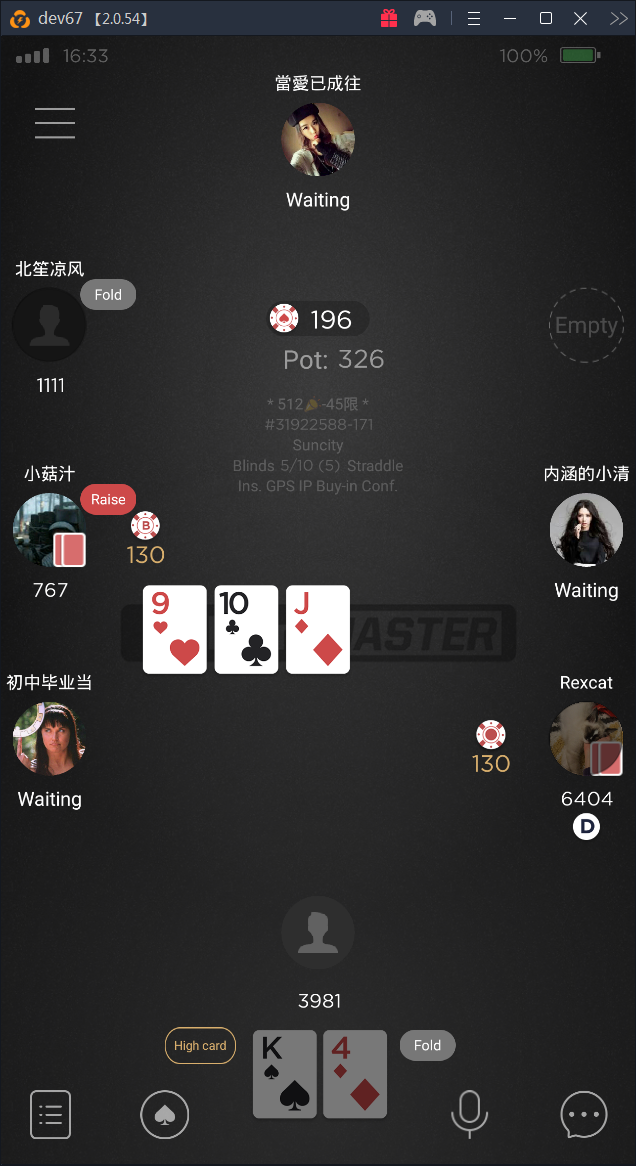 dev67 【2.0.54】
16:33
100%
當愛已成往
Waiting
北笙凉风
Fold
1111
196
Pot: 326
Empty
* 512 -45限 *
#31922588-171
Suncity
Blinds 5/10 (5) Straddle
Ins. GPS IP Buy-in Conf.
小菇汁
Raise
B
130
767
内涵的小清
Waiting
9
10
J
MASTER
初中毕业当
Waiting
Rexcat
130
6404
D
3981
High card
K
4
Fold